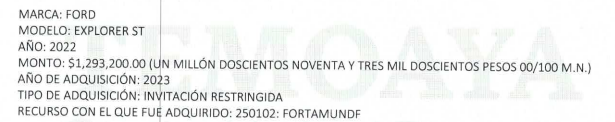 TEMOAYA
MARCA: FORD
MODELO: EXPLORER ST
AÑO: 2022
MONTO: $1,293,200.00 (UN MILLÓN DOSCIENTOS NOVENTA Y TRES MIL DOSCIENTOS PESOS 00/100 M.N.)
AÑO DE ADQUISICIÓN: 2023
TIPO DE ADQUISICIÓN: INVITACIÓN RESTRINGIDA
RECURSO CON EL QUE FUE ADQUIRIDO: 250102: FORTAMUNDF